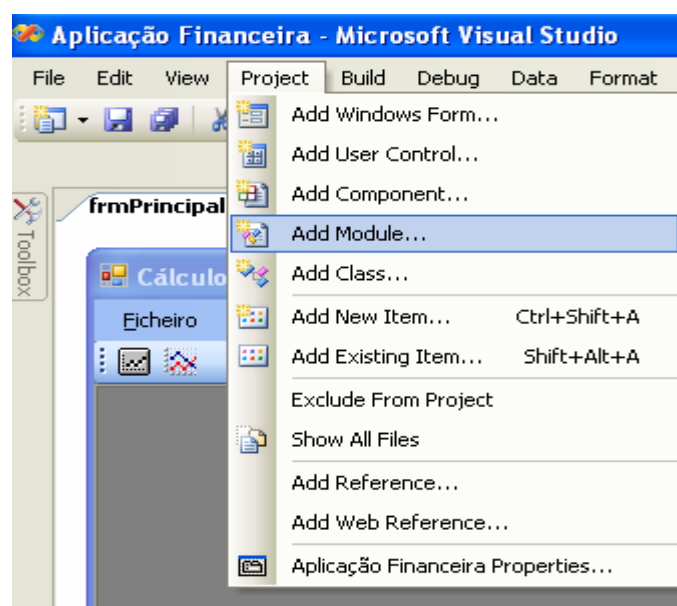 Aplicação Financeira - Microsoft Visual Studio
File Edit View Project Build Debug Data Format
Add Windows Form...
Add User Control...
Add Component...
frmPrincipal
Add Module...
Toolbox
Cálculo
Add Class...
Ficheiro
Add New Item... Ctrl+Shift+A
Add Existing Item... Shift+Alt+A
Exclude From Project
Show All Files
Add Reference...
Add Web Reference...
Aplicação Financeira Properties...